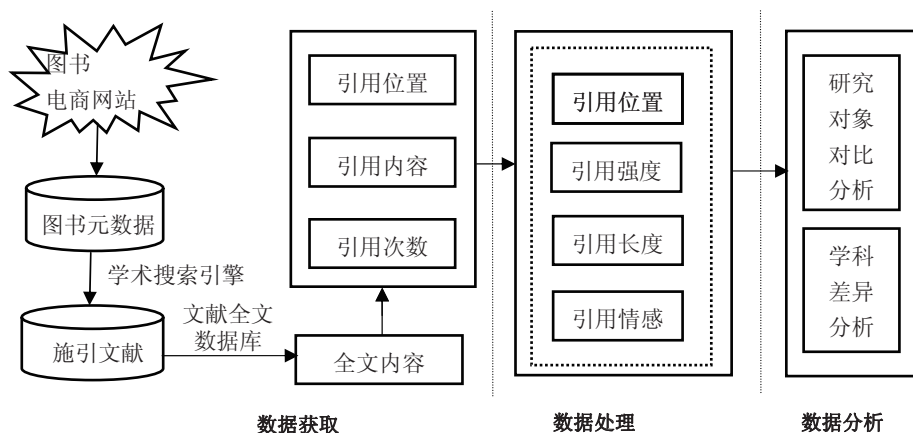 图书
电商网站
图书元数据
学术搜索引擎
施引文献
文献全文
数据库
全文内容
引用位置
引用内容
引用次数
引用位置
引用强度
引用长度
引用情感
研究
对象
对比
分析
学科
差异
分析
数据获取
数据处理
数据分析